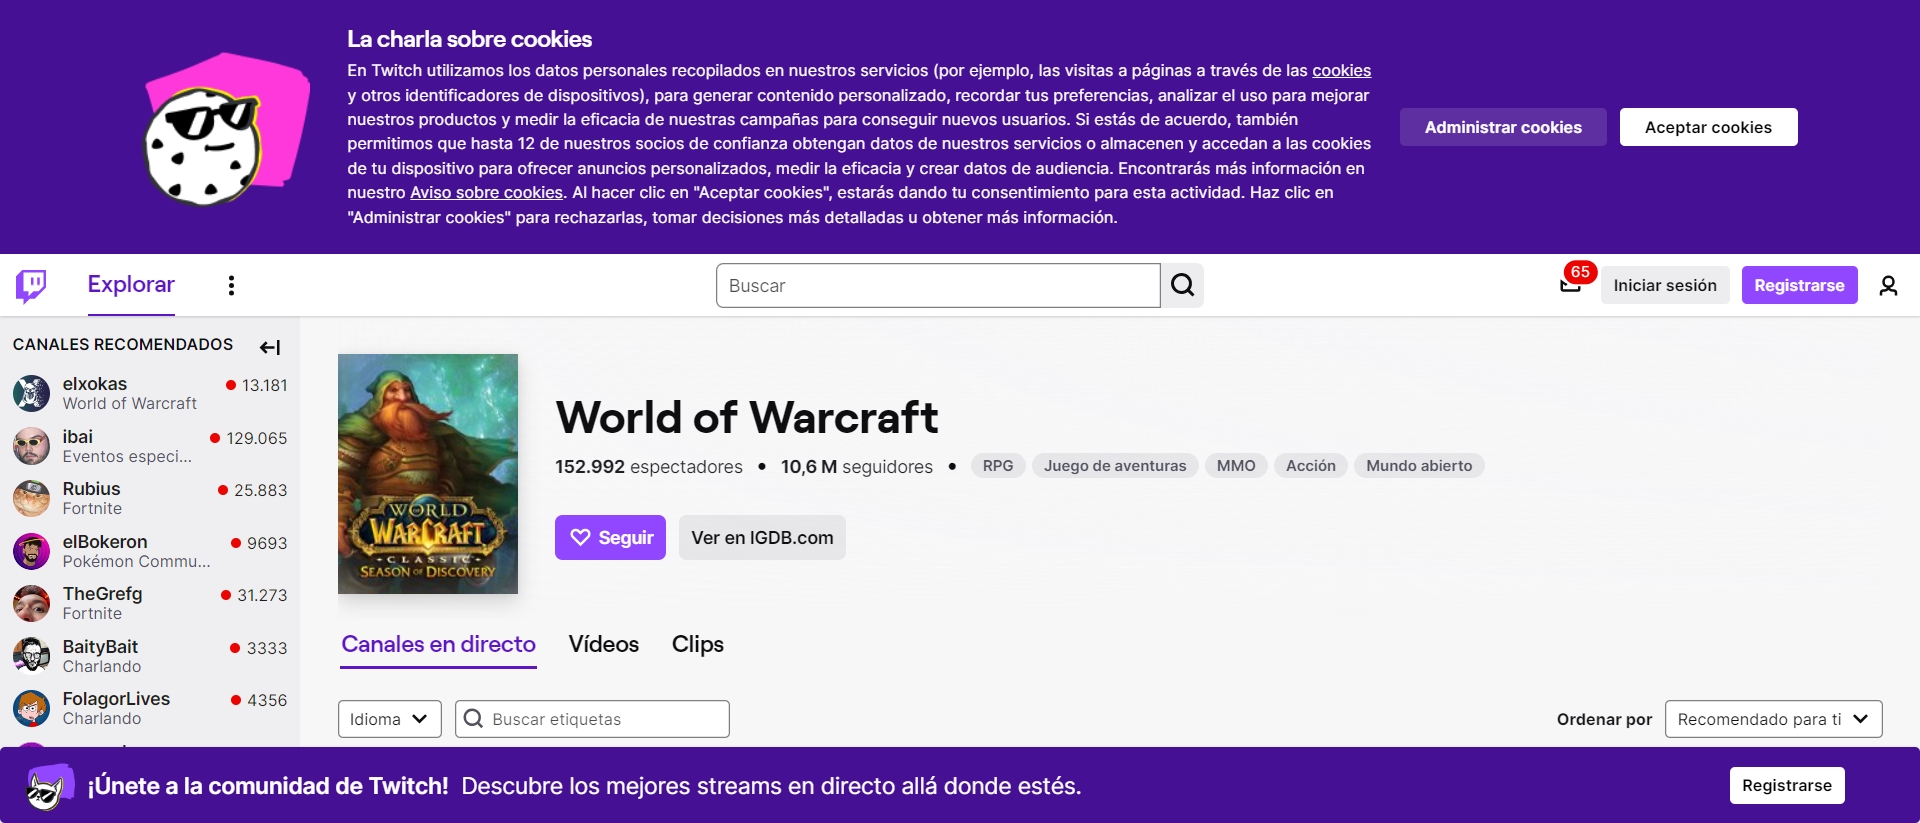 La charla sobre cookies
En Twitch utilizamos los datos personales recopilados en nuestros servicios (por ejemplo, las visitas a páginas a través de las cookies
y otros identificadores de dispositivos), para generar contenido personalizado, recordar tus preferencias, analizar el uso para mejorar
nuestros productos y medir la eficacia de nuestras campañas para conseguir nuevos usuarios. Si estás de acuerdo, también
permitimos que hasta 12 de nuestros socios de confianza obtengan datos de nuestros servicios o almacenen y accedan a las cookies
de tu dispositivo para ofrecer anuncios personalizados, medir la eficacia y crear datos de audiencia. Encontrarás más información en
nuestro Aviso sobre cookies. Al hacer clic en "Aceptar cookies", estarás dando tu consentimiento para esta actividad. Haz clic en
"Administrar cookies" para rechazarlas, tomar decisiones más detalladas u obtener más información.
Administrar cookies
Aceptar cookies
Explorar
Buscar
65
Iniciar sesión
Registrarse
CANALES RECOMENDADOS
elxokas 13.181
World of Warcraft
ibai 129.065
Eventos especi...
Rubius 25.883
Fortnite
elBokeron 9693
Pokémon Commu...
TheGrefg 31.273
Fortnite
BaityBait 3333
Charlando
FolagorLives 4356
Charlando
WORLD
OF
WARCRAFT
CLASSIC
SEASON OF DISCOVERY
World of Warcraft
152.992 espectadores • 10,6 M seguidores • RPG Juego de aventuras MMO Acción Mundo abierto
Seguir
Ver en IGDB.com
Canales en directo Vídeos Clips
Idioma
Buscar etiquetas
Ordenar por
Recomendado para ti
¡Únete a la comunidad de Twitch! Descubre los mejores streams en directo allá donde estés.
Registrarse